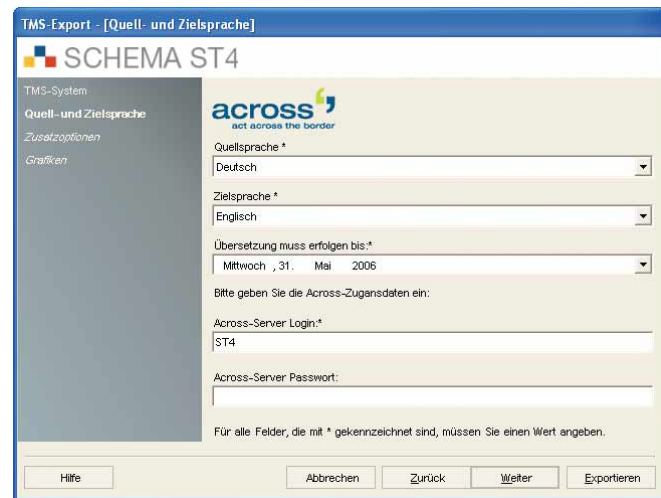 TMS-Export - [Quell- und Zielsprache]
SCHEMA ST4
TMS-System
Quell- und Zielsprache
Zusatzoptionen
Grafiken
across
act across the border
Quellsprache *
Deutsch
Zielsprache *
Englisch
Übersetzung muss erfolgen bis:*
Mittwoch , 31. Mai 2006
Bitte geben Sie die Across-Zugansdaten ein:
Across-Server Login:*
ST4
Across-Server Passwort:
Für alle Felder, die mit * gekennzeichnet sind, müssen Sie einen Wert angeben.
Hilfe
Abbrechen
Zurück
Weiter
Exportieren